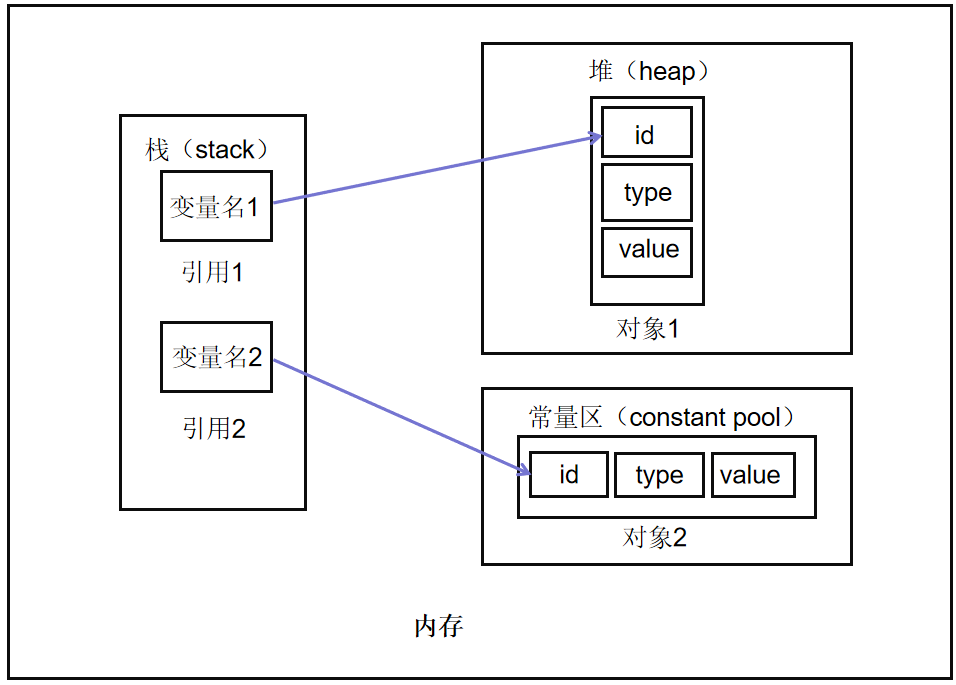 栈（stack）
变量名1
引用1
变量名2
引用2
堆（heap）
id
type
value
对象1
常量区（constant pool）
id type value
对象2
内存